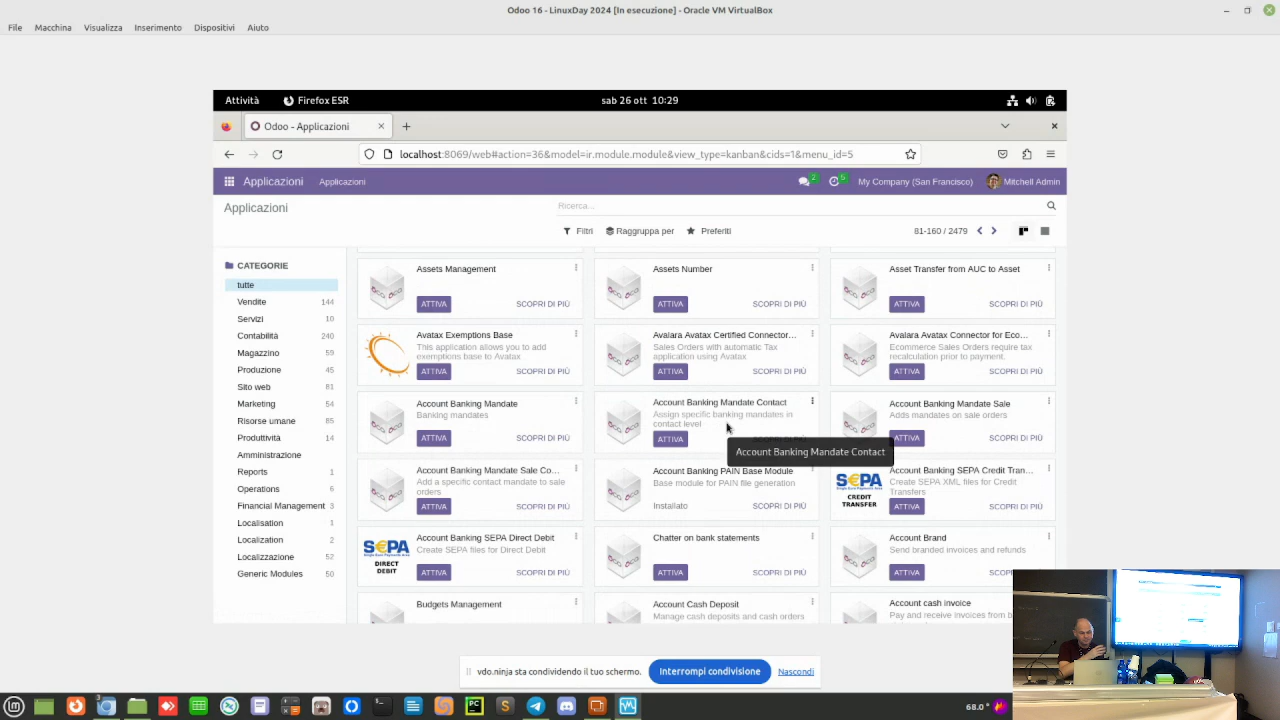 Odoo 16 - LinuxDay 2024 [In esecuzione] - Oracle VM VirtualBox
File Macchina Visualizza Inserimento Dispositivi Aiuto
Attività Firefox ESR sab 26 ott 10:29
Odoo - Applicazioni
localhost:8069/web#action=36&model=ir.module.module&view_type=kanban&cids=1&menu_id=5
Applicazioni Applicazioni 2 5 My Company (San Francisco) Mitchell Admin
Applicazioni Ricerca...
Filtri Raggruppa per Preferiti 81-160 / 2479
CATEGORIE
tutte
Vendite 144
Servizi 10
Contabilità 240
Magazzino 59
Produzione 45
Sito web 81
Marketing 54
Risorse umane 85
Produttività 14
Amministrazione
Reports 1
Operations 6
Financial Management 3
Localisation 1
Localization 2
Localizzazione 52
Generic Modules 50
Assets Management
ATTIVA SCOPRI DI PIÙ
Assets Number
ATTIVA SCOPRI DI PIÙ
Asset Transfer from AUC to Asset
ATTIVA SCOPRI DI PIÙ
Avatax Exemptions Base
This application allows you to add
exemptions base to Avatax
ATTIVA SCOPRI DI PIÙ
Avalara Avatax Certified Connector...
Sales Orders with automatic Tax
application using Avatax
ATTIVA SCOPRI DI PIÙ
Avalara Avatax Connector for Eco...
Ecommerce Sales Orders require tax
recalculation prior to payment.
ATTIVA SCOPRI DI PIÙ
Account Banking Mandate
Banking mandates
ATTIVA SCOPRI DI PIÙ
Account Banking Mandate Contact
Assign specific banking mandates in
contact level
ATTIVA
Account Banking Mandate Contact
Account Banking Mandate Sale
Adds mandates on sale orders
ATTIVA SCOPRI DI PIÙ
Account Banking Mandate Sale Co...
Add a specific contact mandate to sale
orders
ATTIVA SCOPRI DI PIÙ
Account Banking PAIN Base Module
Base module for PAIN file generation
Installato SCOPRI DI PIÙ
SEPA
CREDIT
TRANSFER
Account Banking SEPA Credit Tran...
Create SEPA XML files for Credit
Transfers
ATTIVA SCOPRI DI PIÙ
SEPA
DIRECT
DEBIT
Account Banking SEPA Direct Debit
Create SEPA files for Direct Debit
ATTIVA SCOPRI DI PIÙ
Chatter on bank statements
ATTIVA SCOPRI DI PIÙ
Account Brand
Send branded invoices and refunds
ATTIVA
Budgets Management
Account Cash Deposit
Manage cash deposits and cash orders
Account cash invoice
Pay and receive invoices from
vdo.ninja sta condividendo il tuo schermo. Interrompi condivisione Nascondi
3
PC
68.0 °